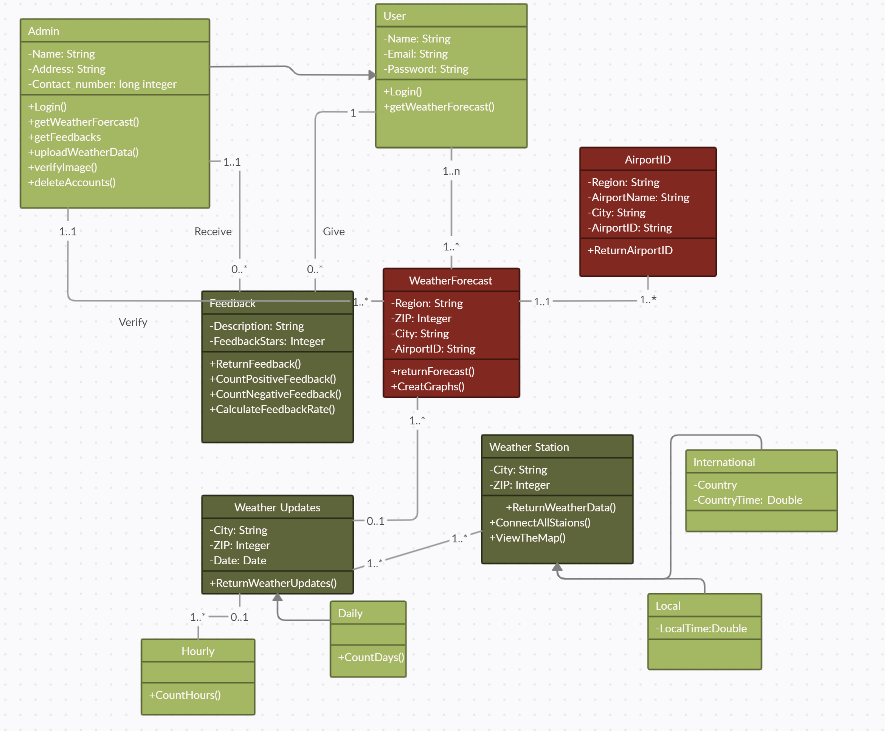 Admin
-Name: String
-Address: String
-Contact_number: long integer
+Login()
+getWeatherFoercast()
+getFeedbacks
+uploadWeatherData()
+verifyImage()
+deleteAccounts()
User
-Name: String
-Email: String
-Password: String
+Login()
+getWeatherForecast()
1
1..1
1..n
1..1
Receive
Give
0..*
0..*
1..*
AirportID
-Region: String
-AirportName: String
-City: String
-AirportID: String
+ReturnAirportID
1..*
1..1
1..*
Verify
Feedback
-Description: String
-FeedbackStars: Integer
+ReturnFeedback()
+CountPositiveFeedback()
+CountNegativeFeedback()
+CalculateFeedbackRate()
WeatherForecast
-Region: String
-ZIP: Integer
-City: String
-AirportID: String
+returnForecast()
+CreatGraphs()
1..*
Weather Station
-City: String
-ZIP: Integer
+ReturnWeatherData()
+ConnectAllStaions()
+ViewTheMap()
International
-Country
-CountryTime: Double
Weather Updates
-City: String
-ZIP: Integer
-Date: Date
+ReturnWeatherUpdates()
0..1
1..*
1..*
1..*
0..1
Daily
+CountDays()
Local
-LocalTime:Double
Hourly
+CountHours()